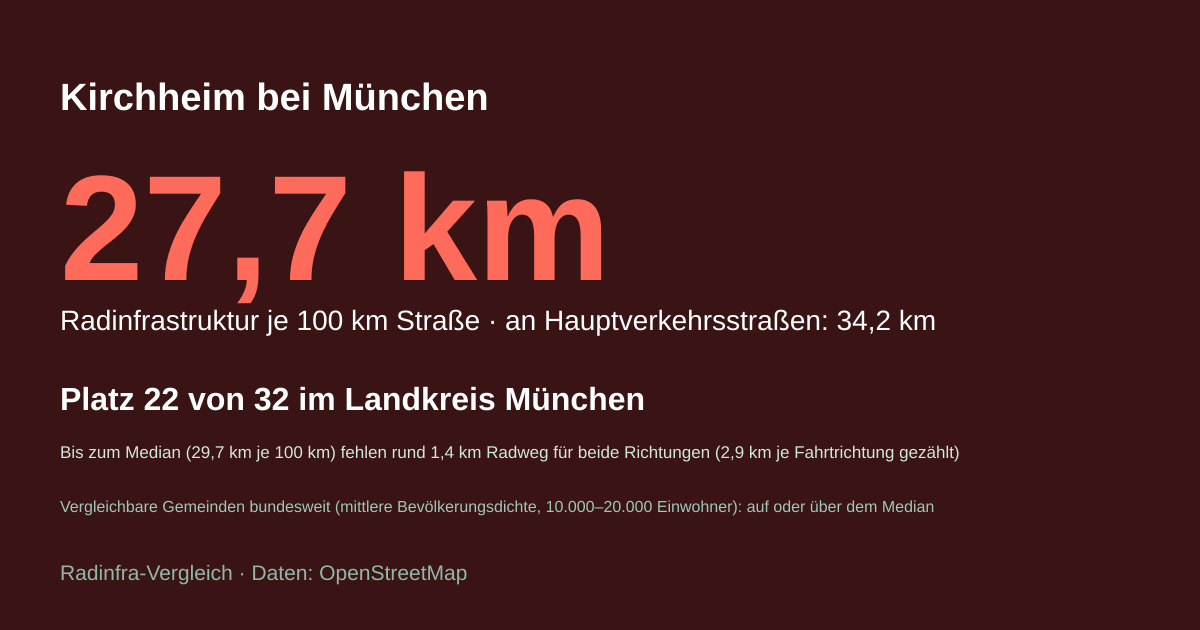 Kirchheim bei München
27,7 km
Radinfrastruktur je 100 km Straße · an Hauptverkehrsstraßen: 34,2 km
Platz 22 von 32 im Landkreis München
Bis zum Median (29,7 km je 100 km) fehlen rund 1,4 km Radweg für beide Richtungen (2,9 km je Fahrtrichtung gezählt)
Vergleichbare Gemeinden bundesweit (mittlere Bevölkerungsdichte, 10.000–20.000 Einwohner): auf oder über dem Median
Radinfra-Vergleich · Daten: OpenStreetMap